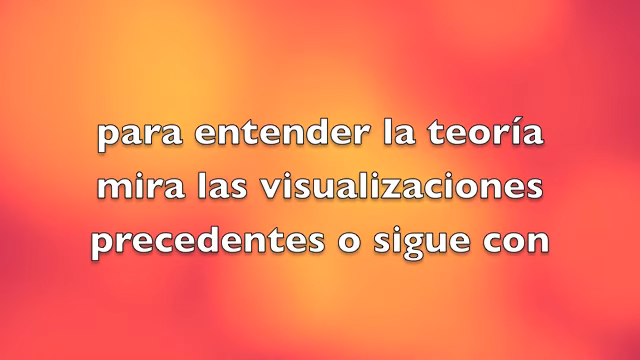 para entender la teoría
mira las visualizaciones
precedentes o sigue con